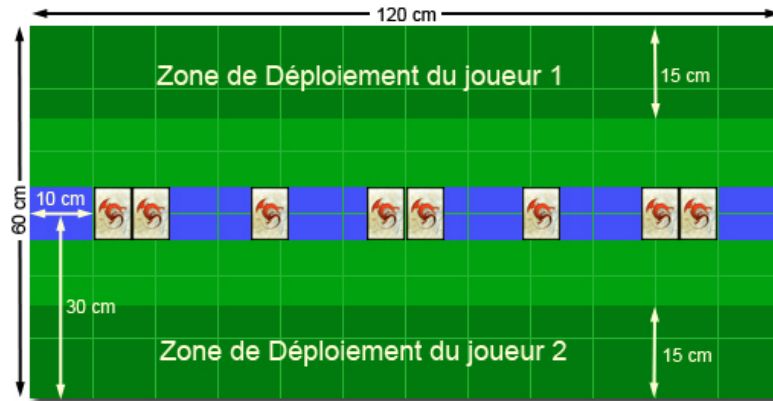 120 cm
Zone de Déploiement du joueur 1
15 cm
10 cm
60 cm
30 cm
Zone de Déploiement du joueur 2
15 cm